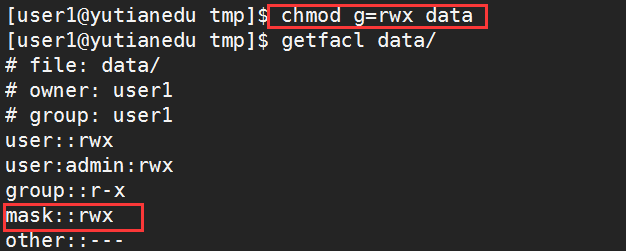 [user1@yutianedu tmp]$ chmod g=rwx data
[user1@yutianedu tmp]$ getfacl data/
# file: data/
# owner: user1
# group: user1
user::rwx
user:admin:rwx
group::r-x
mask::rwx
other::---